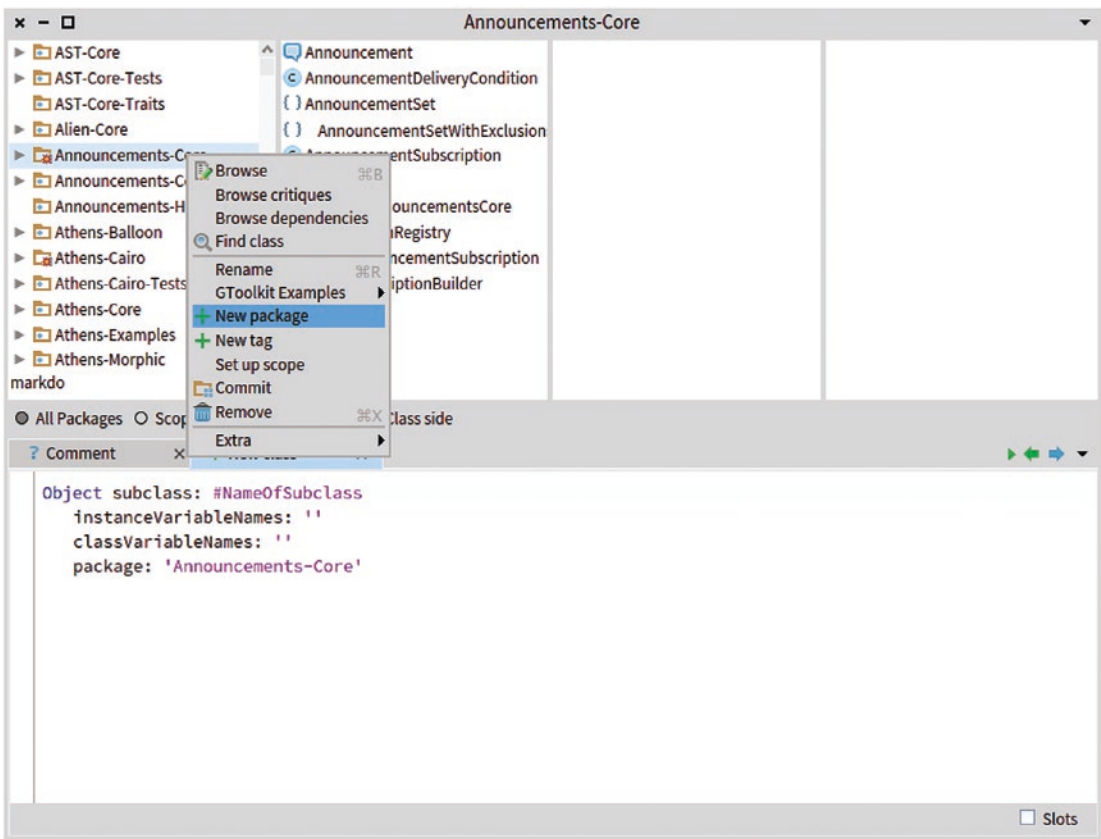 Announcements-Core
AST-Core
AST-Core-Tests
AST-Core-Traits
Alien-Core
Announcements-Core
Announcements-C
Announcements-H
Athens-Balloon
Athens-Cairo
Athens-Cairo-Tests
Athens-Core
Athens-Examples
Athens-Morphic
markdo
Announcement
AnnouncementDeliveryCondition
AnnouncementSet
AnnouncementSetWithExclusion
AnnouncementSubscription
ouncementsCore
Registry
ncementSubscription
iptionBuilder
Browse ⌘B
Browse critiques
Browse dependencies
Find class
Rename ⌘R
GToolkit Examples
New package
New tag
Set up scope
Commit
Remove ⌘X
Extra
All Packages Scop Class side
? Comment x
Object subclass: #NameOfSubclass
instanceVariableNames: ''
classVariableNames: ''
package: 'Announcements-Core'
Slots